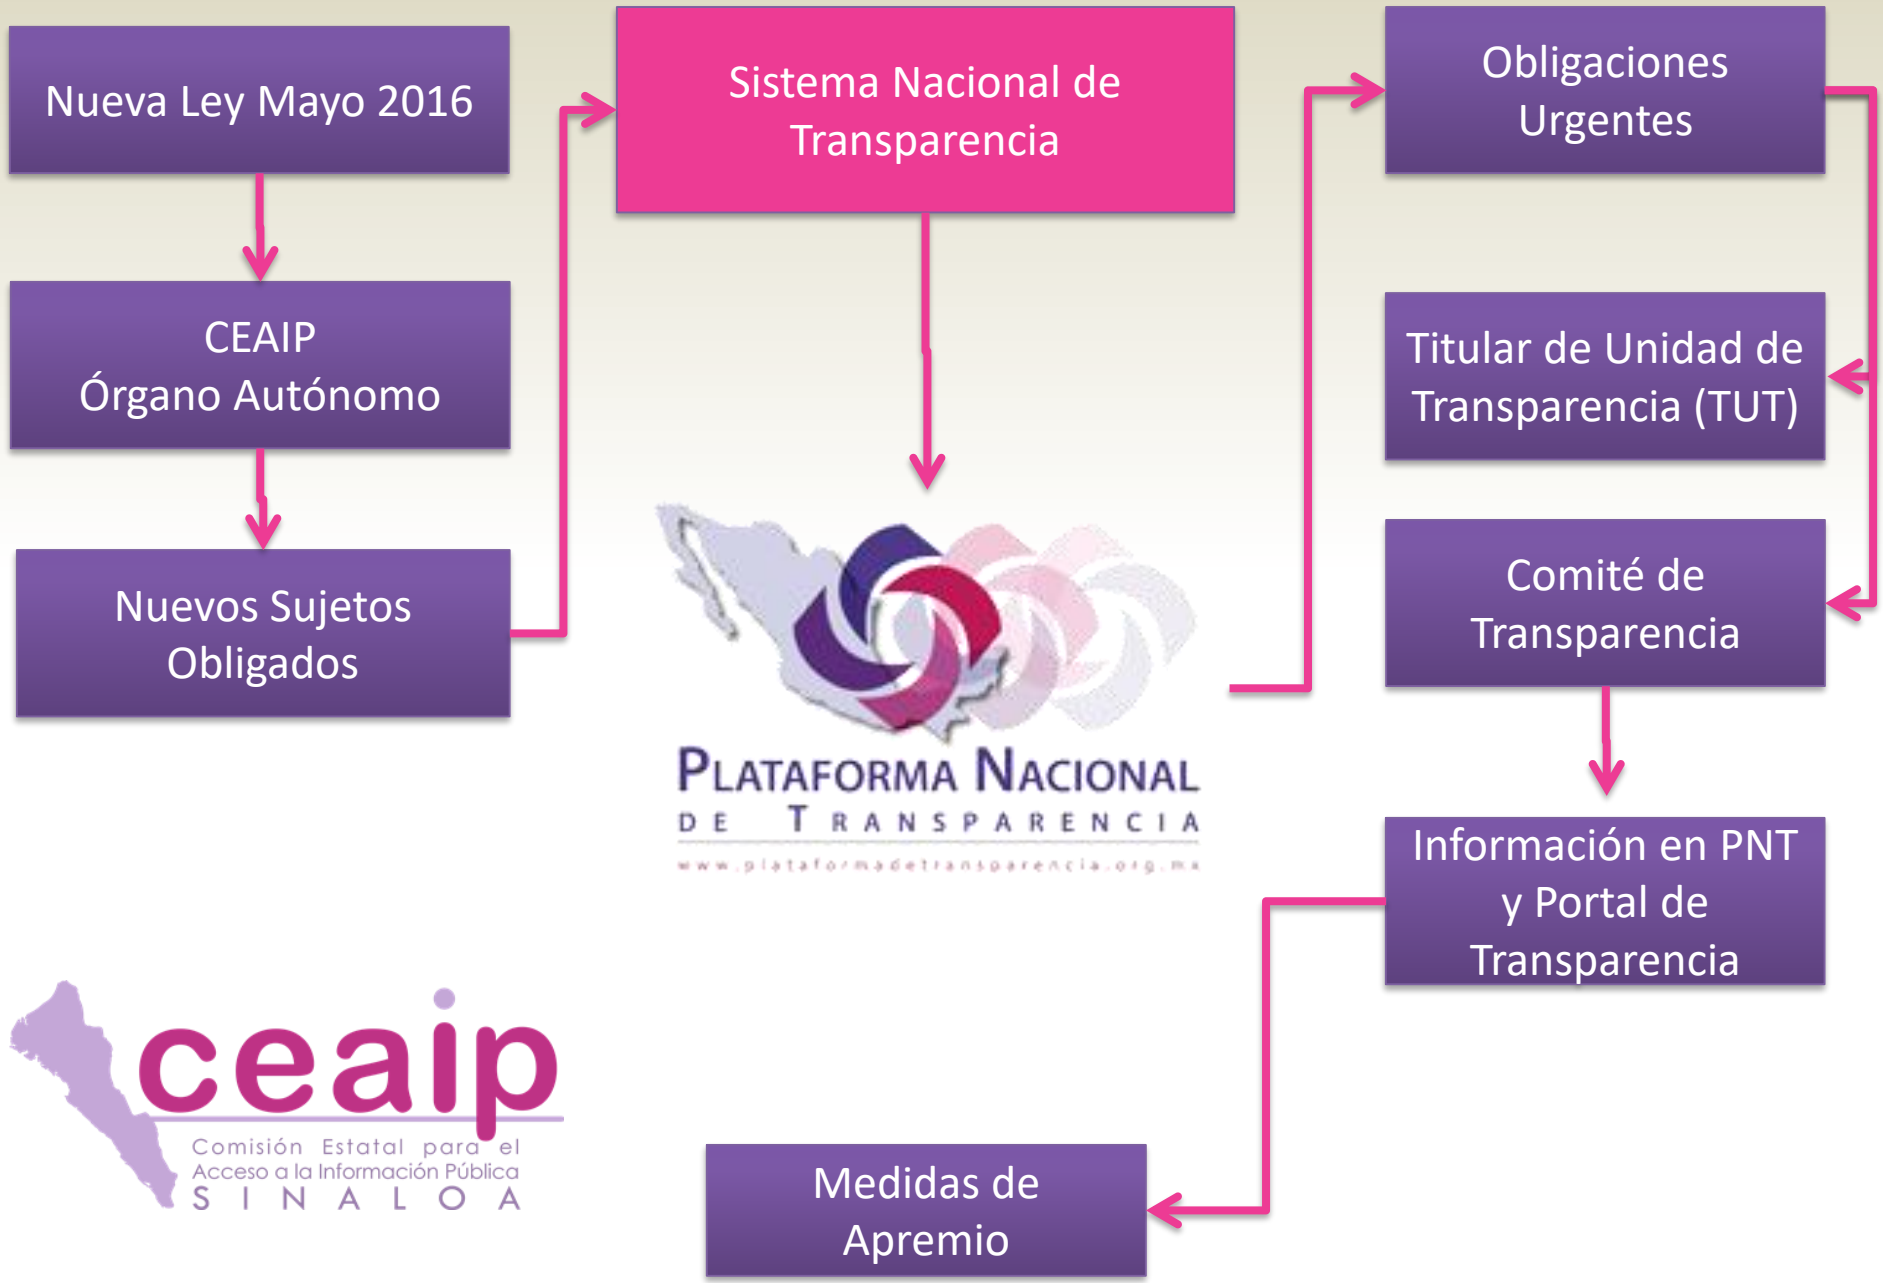 Nueva Ley Mayo 2016
CEAIP
Órgano Autónomo
Nuevos Sujetos
Obligados
Sistema Nacional de
Transparencia
PLATAFORMA NACIONAL
DE TRANSPARENCIA
www.plataformadetransparencia.org.mx
Obligaciones
Urgentes
Titular de Unidad de
Transparencia (TUT)
Comité de
Transparencia
Información en PNT
y Portal de
Transparencia
Medidas de
Apremio
ceaip
Comisión Estatal para el
Acceso a la Información Pública
SINALOA